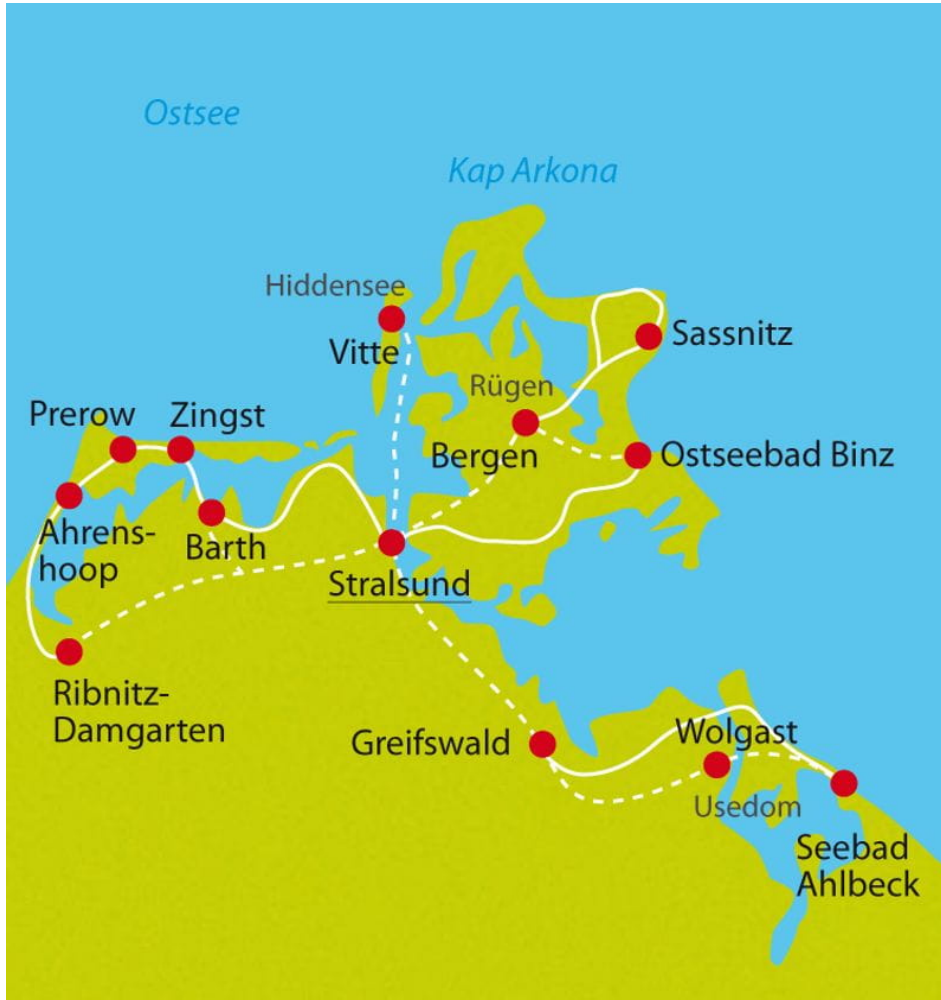 Ostsee
Kap Arkona
Hiddensee
Vitte
Sassnitz
Rügen
Prerow
Zingst
Bergen
Ostseebad Binz
Ahrens-
hoop
Barth
Stralsund
Ribnitz-
Damgarten
Greifswald
Wolgast
Usedom
Seebad
Ahlbeck